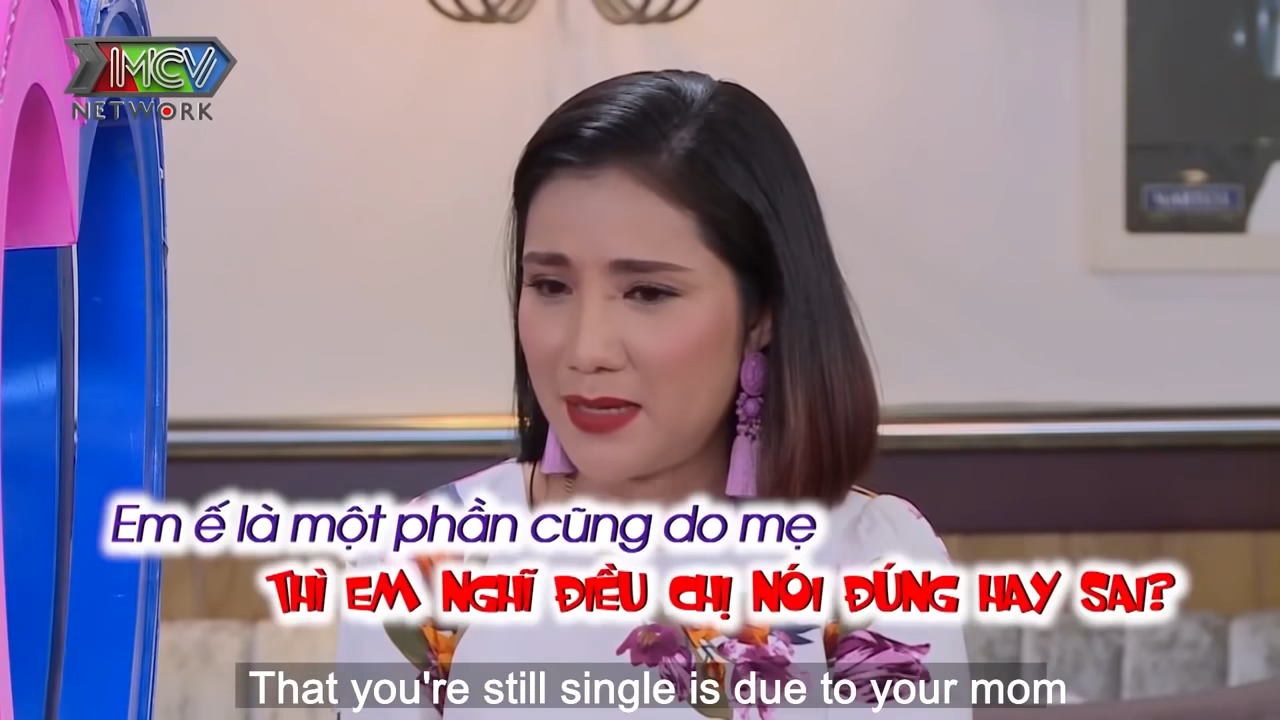 MCV
NETWORK
Em ế là một phần cũng do mẹ
THÌ EM NGHĨ ĐIỀU CHỊ NÓI ĐÚNG HAY SAI?
That you're still single is due to your mom